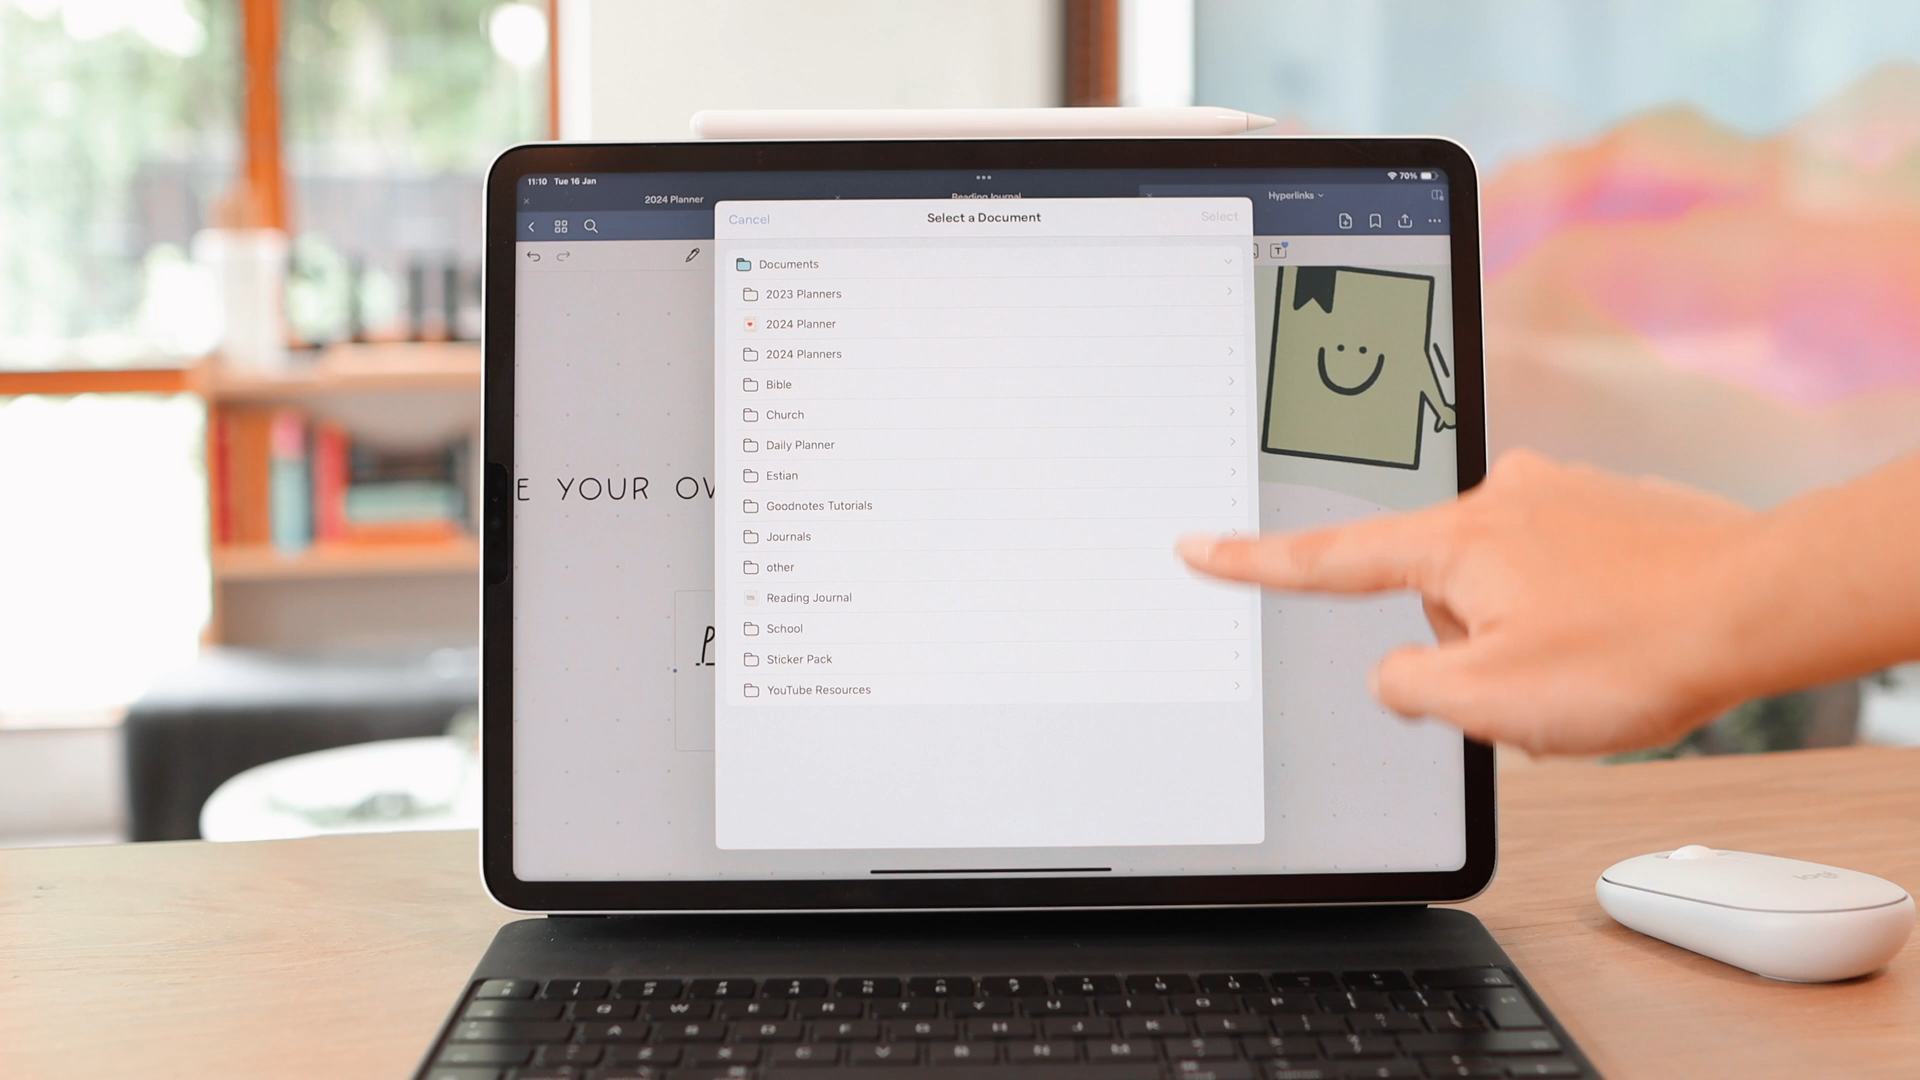 11:10 Tue 16 Jan
70%
2024 Planner
Reading Journal
Hyperlinks
Cancel
Select a Document
Select
Documents
2023 Planners
2024 Planner
2024 Planners
Bible
Church
Daily Planner
Estian
Goodnotes Tutorials
Journals
other
Reading Journal
School
Sticker Pack
YouTube Resources
E YOUR OW
P
T
logi